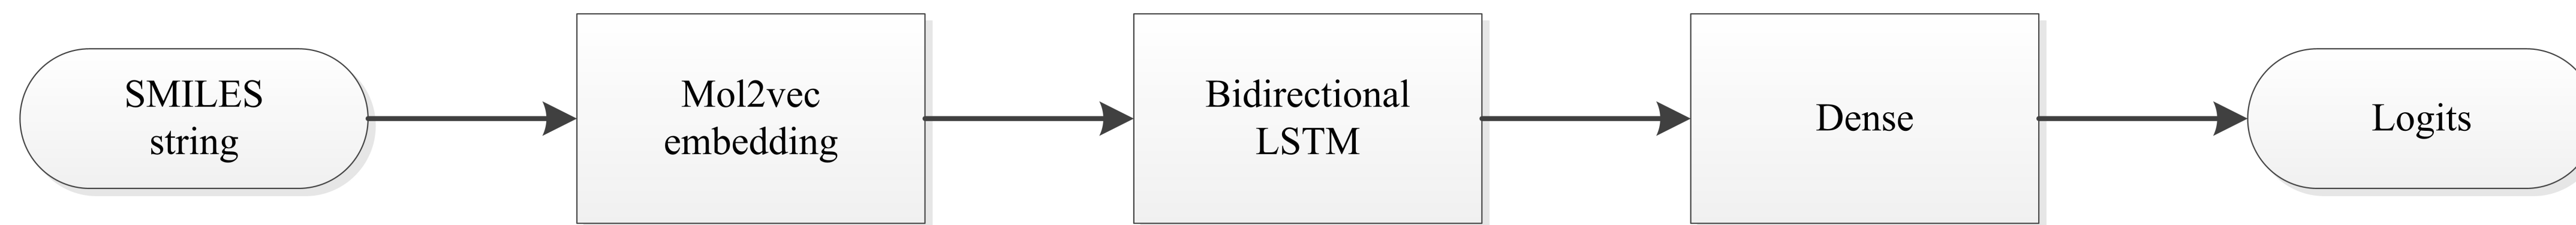 SMILES
string
Mol2vec
embedding
Bidirectional
LSTM
Dense
Logits